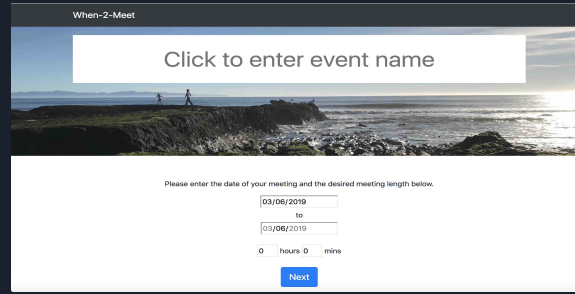 When-2-Meet
Click to enter event name
Please enter the date of your meeting and the desired meeting length below.
03/06/2019
to
03/06/2019
0 hours 0 mins
Next